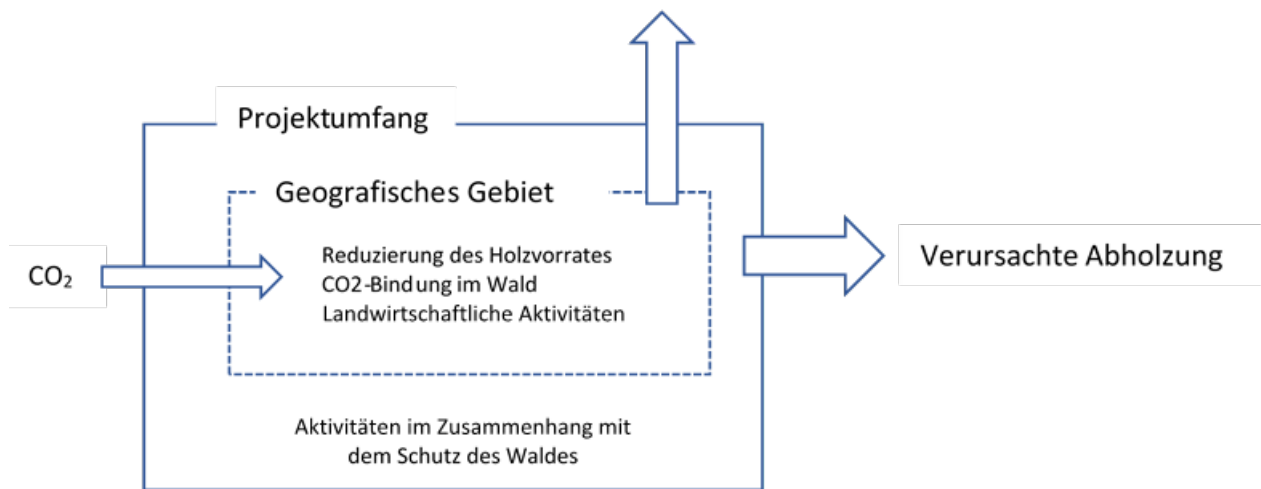 Projektumfang
Geografisches Gebiet
Reduzierung des Holzvorrates
CO2-Bindung im Wald
Landwirtschaftliche Aktivitäten
CO₂
Verursachte Abholzung
Aktivitäten im Zusammenhang mit
dem Schutz des Waldes